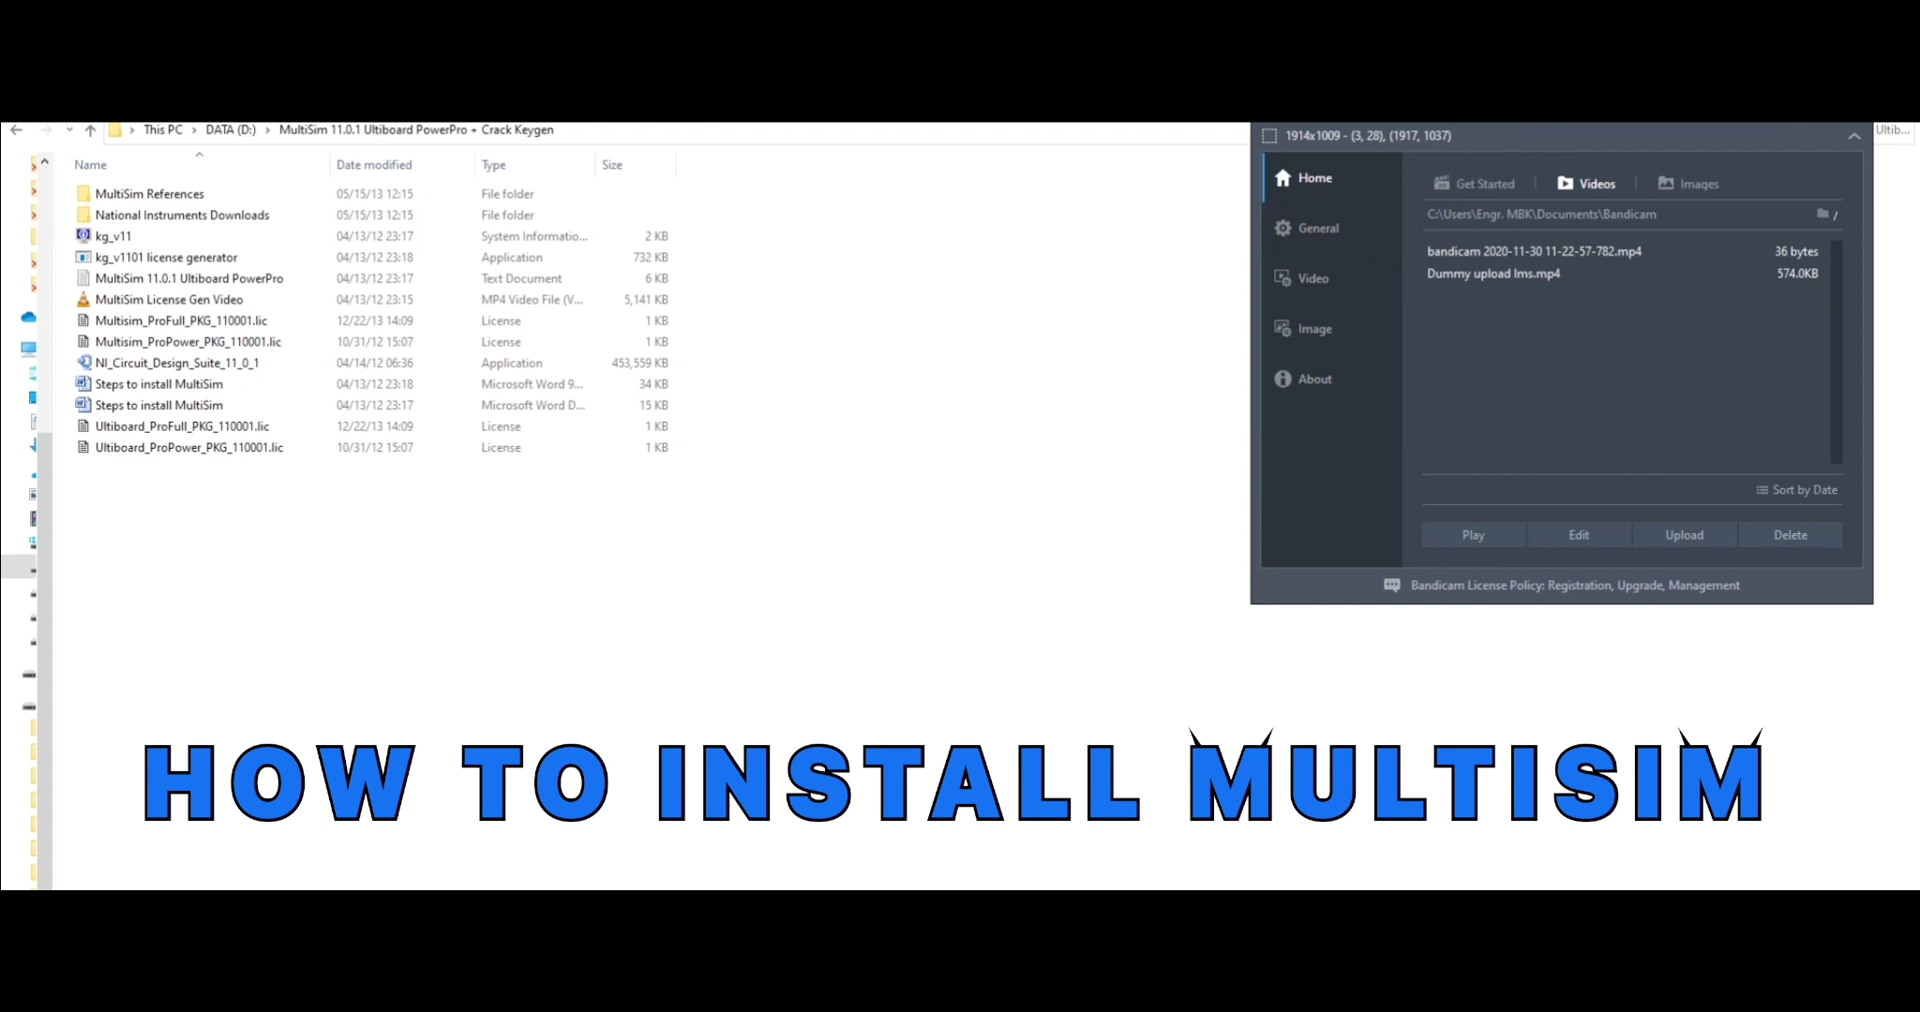 This PC > DATA (D:) > MultiSim 11.0.1 Ultiboard PowerPro + Crack Keygen
Name Date modified Type Size
MultiSim References 05/15/13 12:15 File folder
National Instruments Downloads 05/15/13 12:15 File folder
kg_v11 04/13/12 23:17 System Informatio... 2 KB
kg_v1101 license generator 04/13/12 23:18 Application 732 KB
MultiSim 11.0.1 Ultiboard PowerPro 04/13/12 23:17 Text Document 6 KB
MultiSim License Gen Video 04/13/12 23:15 MP4 Video File (V... 5,141 KB
Multisim_ProFull_PKG_110001.lic 12/22/13 14:09 License 1 KB
Multisim_ProPower_PKG_110001.lic 10/31/12 15:07 License 1 KB
NI_Circuit_Design_Suite_11_0_1 04/14/12 06:36 Application 453,559 KB
Steps to install MultiSim 04/13/12 23:18 Microsoft Word 9... 34 KB
Steps to install MultiSim 04/13/12 23:17 Microsoft Word D... 15 KB
Ultiboard_ProFull_PKG_110001.lic 12/22/13 14:09 License 1 KB
Ultiboard_ProPower_PKG_110001.lic 10/31/12 15:07 License 1 KB
1914x1009 - (3, 28), (1917, 1037)
Ultib...
Home
General
Video
Image
About
Get Started Videos Images
C:\Users\Engr. MBK\Documents\Bandicam /
bandicam 2020-11-30 11-22-57-782.mp4 36 bytes
Dummy upload lms.mp4 574.0KB
Sort by Date
Play Edit Upload Delete
Bandicam License Policy: Registration, Upgrade, Management
HOW TO INSTALL MULTISIM